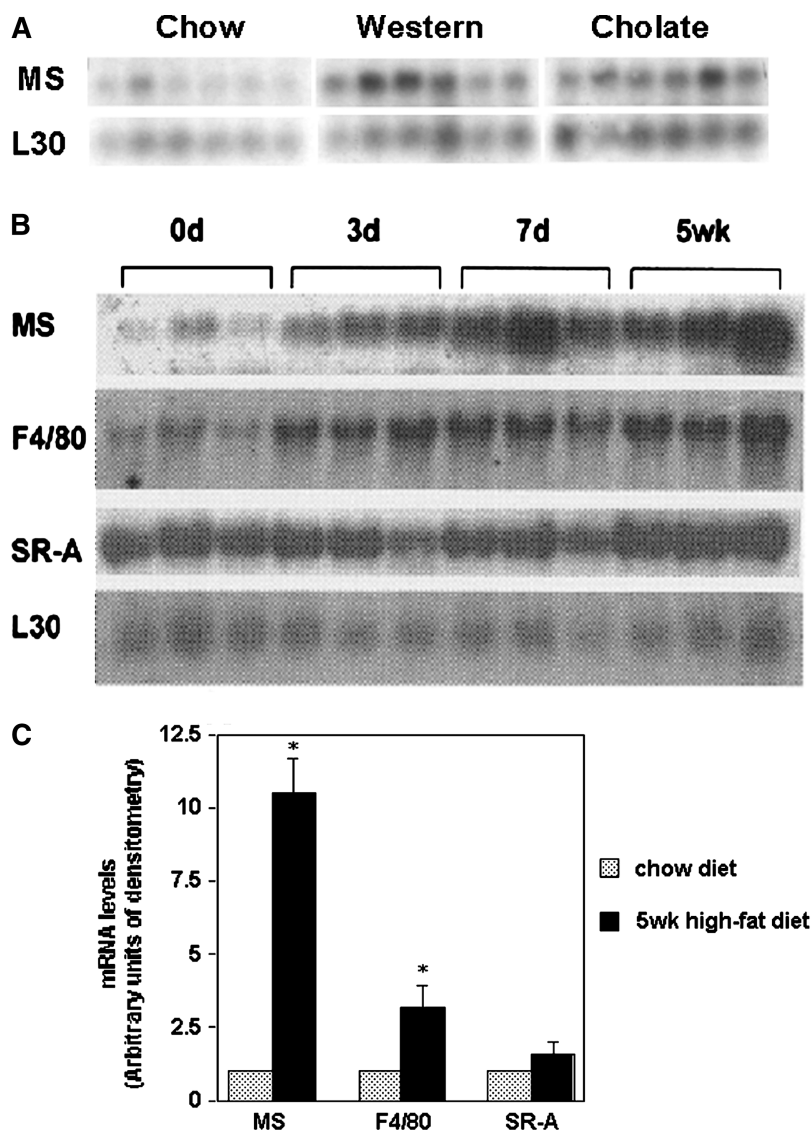 A
Chow Western Cholate
MS
L30
B
0d 3d 7d 5wk
MS
F4/80
SR-A
L30
C
mRNA levels
(Arbitrary units of densitometry)
12.5
10
7.5
5
2.5
0
* 
*
MS F4/80 SR-A
chow diet
5wk high-fat diet